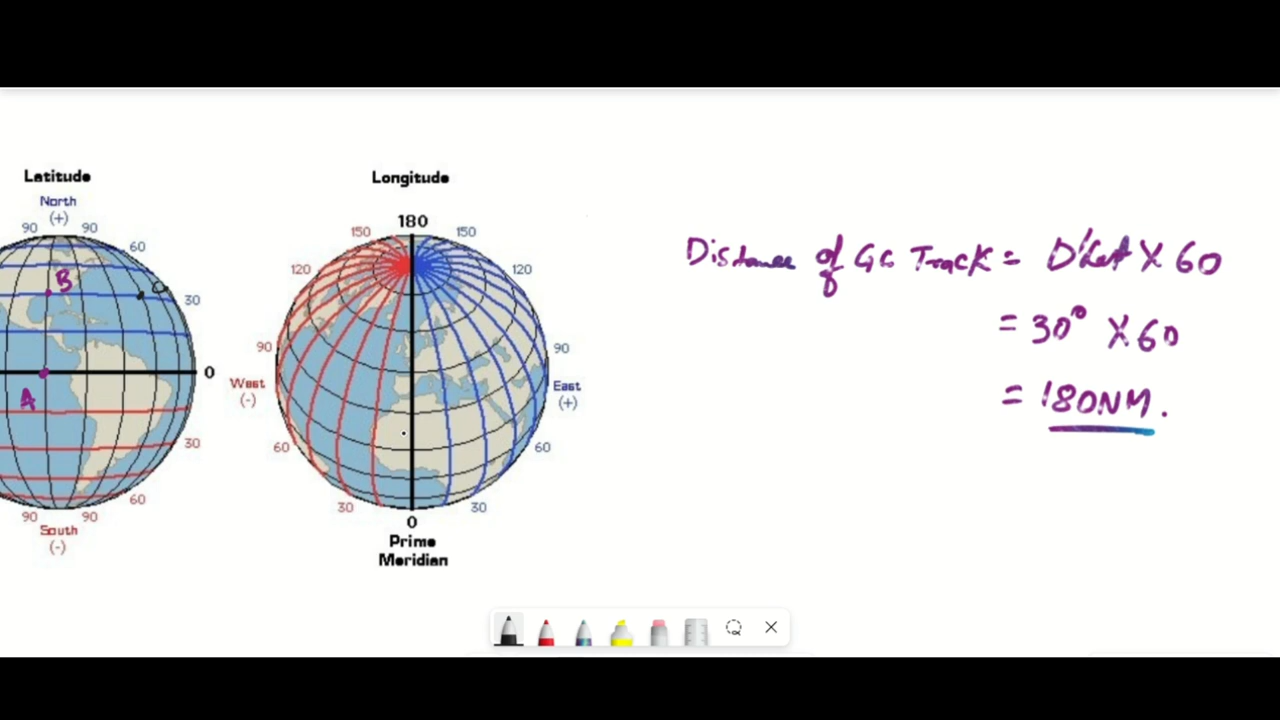 Latitude
North
(+)
90 90
60
B
30
0
A
30
60
90 90
South
(-)
Longitude
180
150 150
120 120
90 90
West East
(-) (+)
60 60
30 30
0
Prime
Meridian
Distance of GC Track = D'Lat X 60
= 30° X 60
= 180NM.